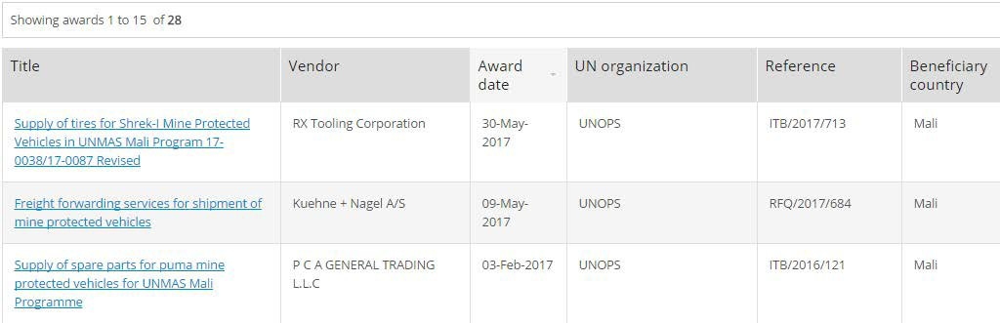 Showing awards 1 to 15 of 28
Title
Vendor
Award
date
UN organization
Reference
Beneficiary
country
Supply of tires for Shrek-I Mine Protected
Vehicles in UNMAS Mali Program 17-
0038/17-0087 Revised
RX Tooling Corporation
30-May-
2017
UNOPS
ITB/2017/713
Mali
Freight forwarding services for shipment of
mine protected vehicles
Kuehne + Nagel A/S
09-May-
2017
UNOPS
RFQ/2017/684
Mali
Supply of spare parts for puma mine
protected vehicles for UNMAS Mali
Programme
P C A GENERAL TRADING
L.L.C
03-Feb-2017
UNOPS
ITB/2016/121
Mali